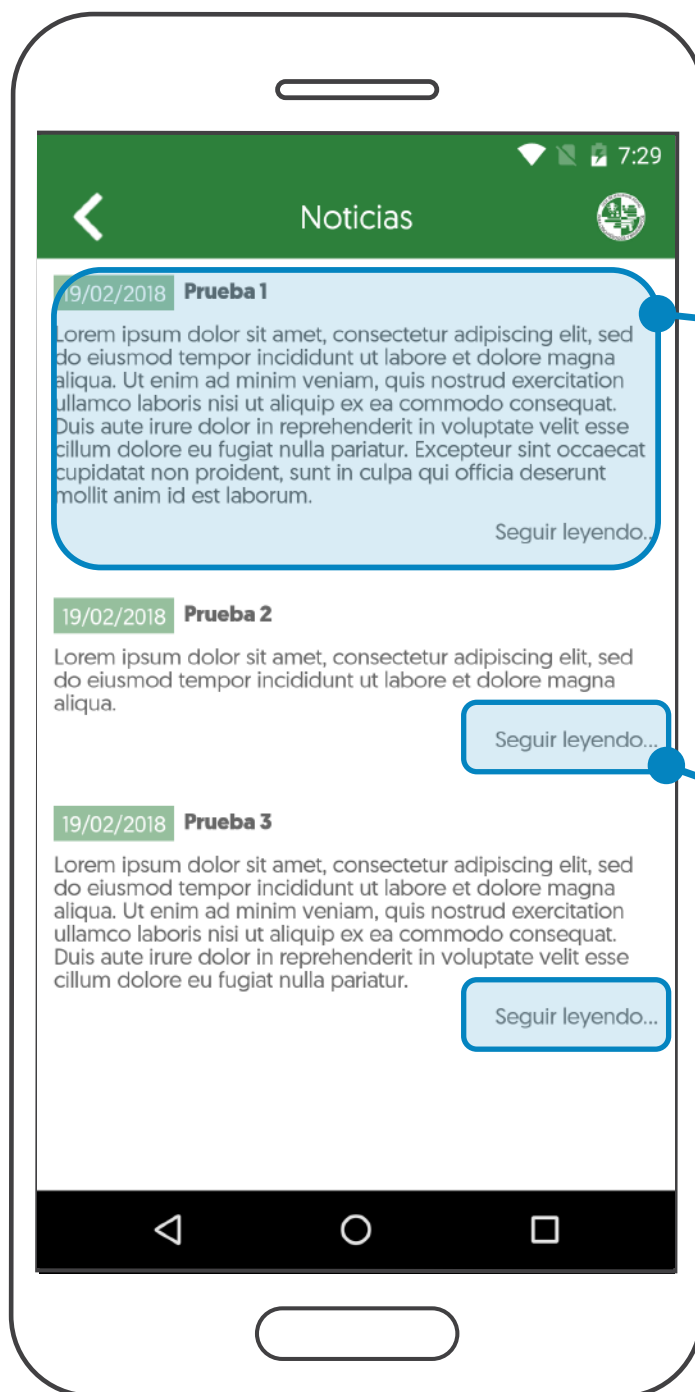 7:29
Noticias
19/02/2018 Prueba 1
Lorem ipsum dolor sit amet, consectetur adipiscing elit, sed
do eiusmod tempor incididunt ut labore et dolore magna
aliqua. Ut enim ad minim veniam, quis nostrud exercitation
ullamco laboris nisi ut aliquip ex ea commodo consequat.
Duis aute irure dolor in reprehenderit in voluptate velit esse
cillum dolore eu fugiat nulla pariatur. Excepteur sint occaecat
cupidatat non proident, sunt in culpa qui officia deserunt
mollit anim id est laborum.
Seguir leyendo...
19/02/2018 Prueba 2
Lorem ipsum dolor sit amet, consectetur adipiscing elit, sed
do eiusmod tempor incididunt ut labore et dolore magna
aliqua.
Seguir leyendo...
19/02/2018 Prueba 3
Lorem ipsum dolor sit amet, consectetur adipiscing elit, sed
do eiusmod tempor incididunt ut labore et dolore magna
aliqua. Ut enim ad minim veniam, quis nostrud exercitation
ullamco laboris nisi ut aliquip ex ea commodo consequat.
Duis aute irure dolor in reprehenderit in voluptate velit esse
cillum dolore eu fugiat nulla pariatur.
Seguir leyendo...